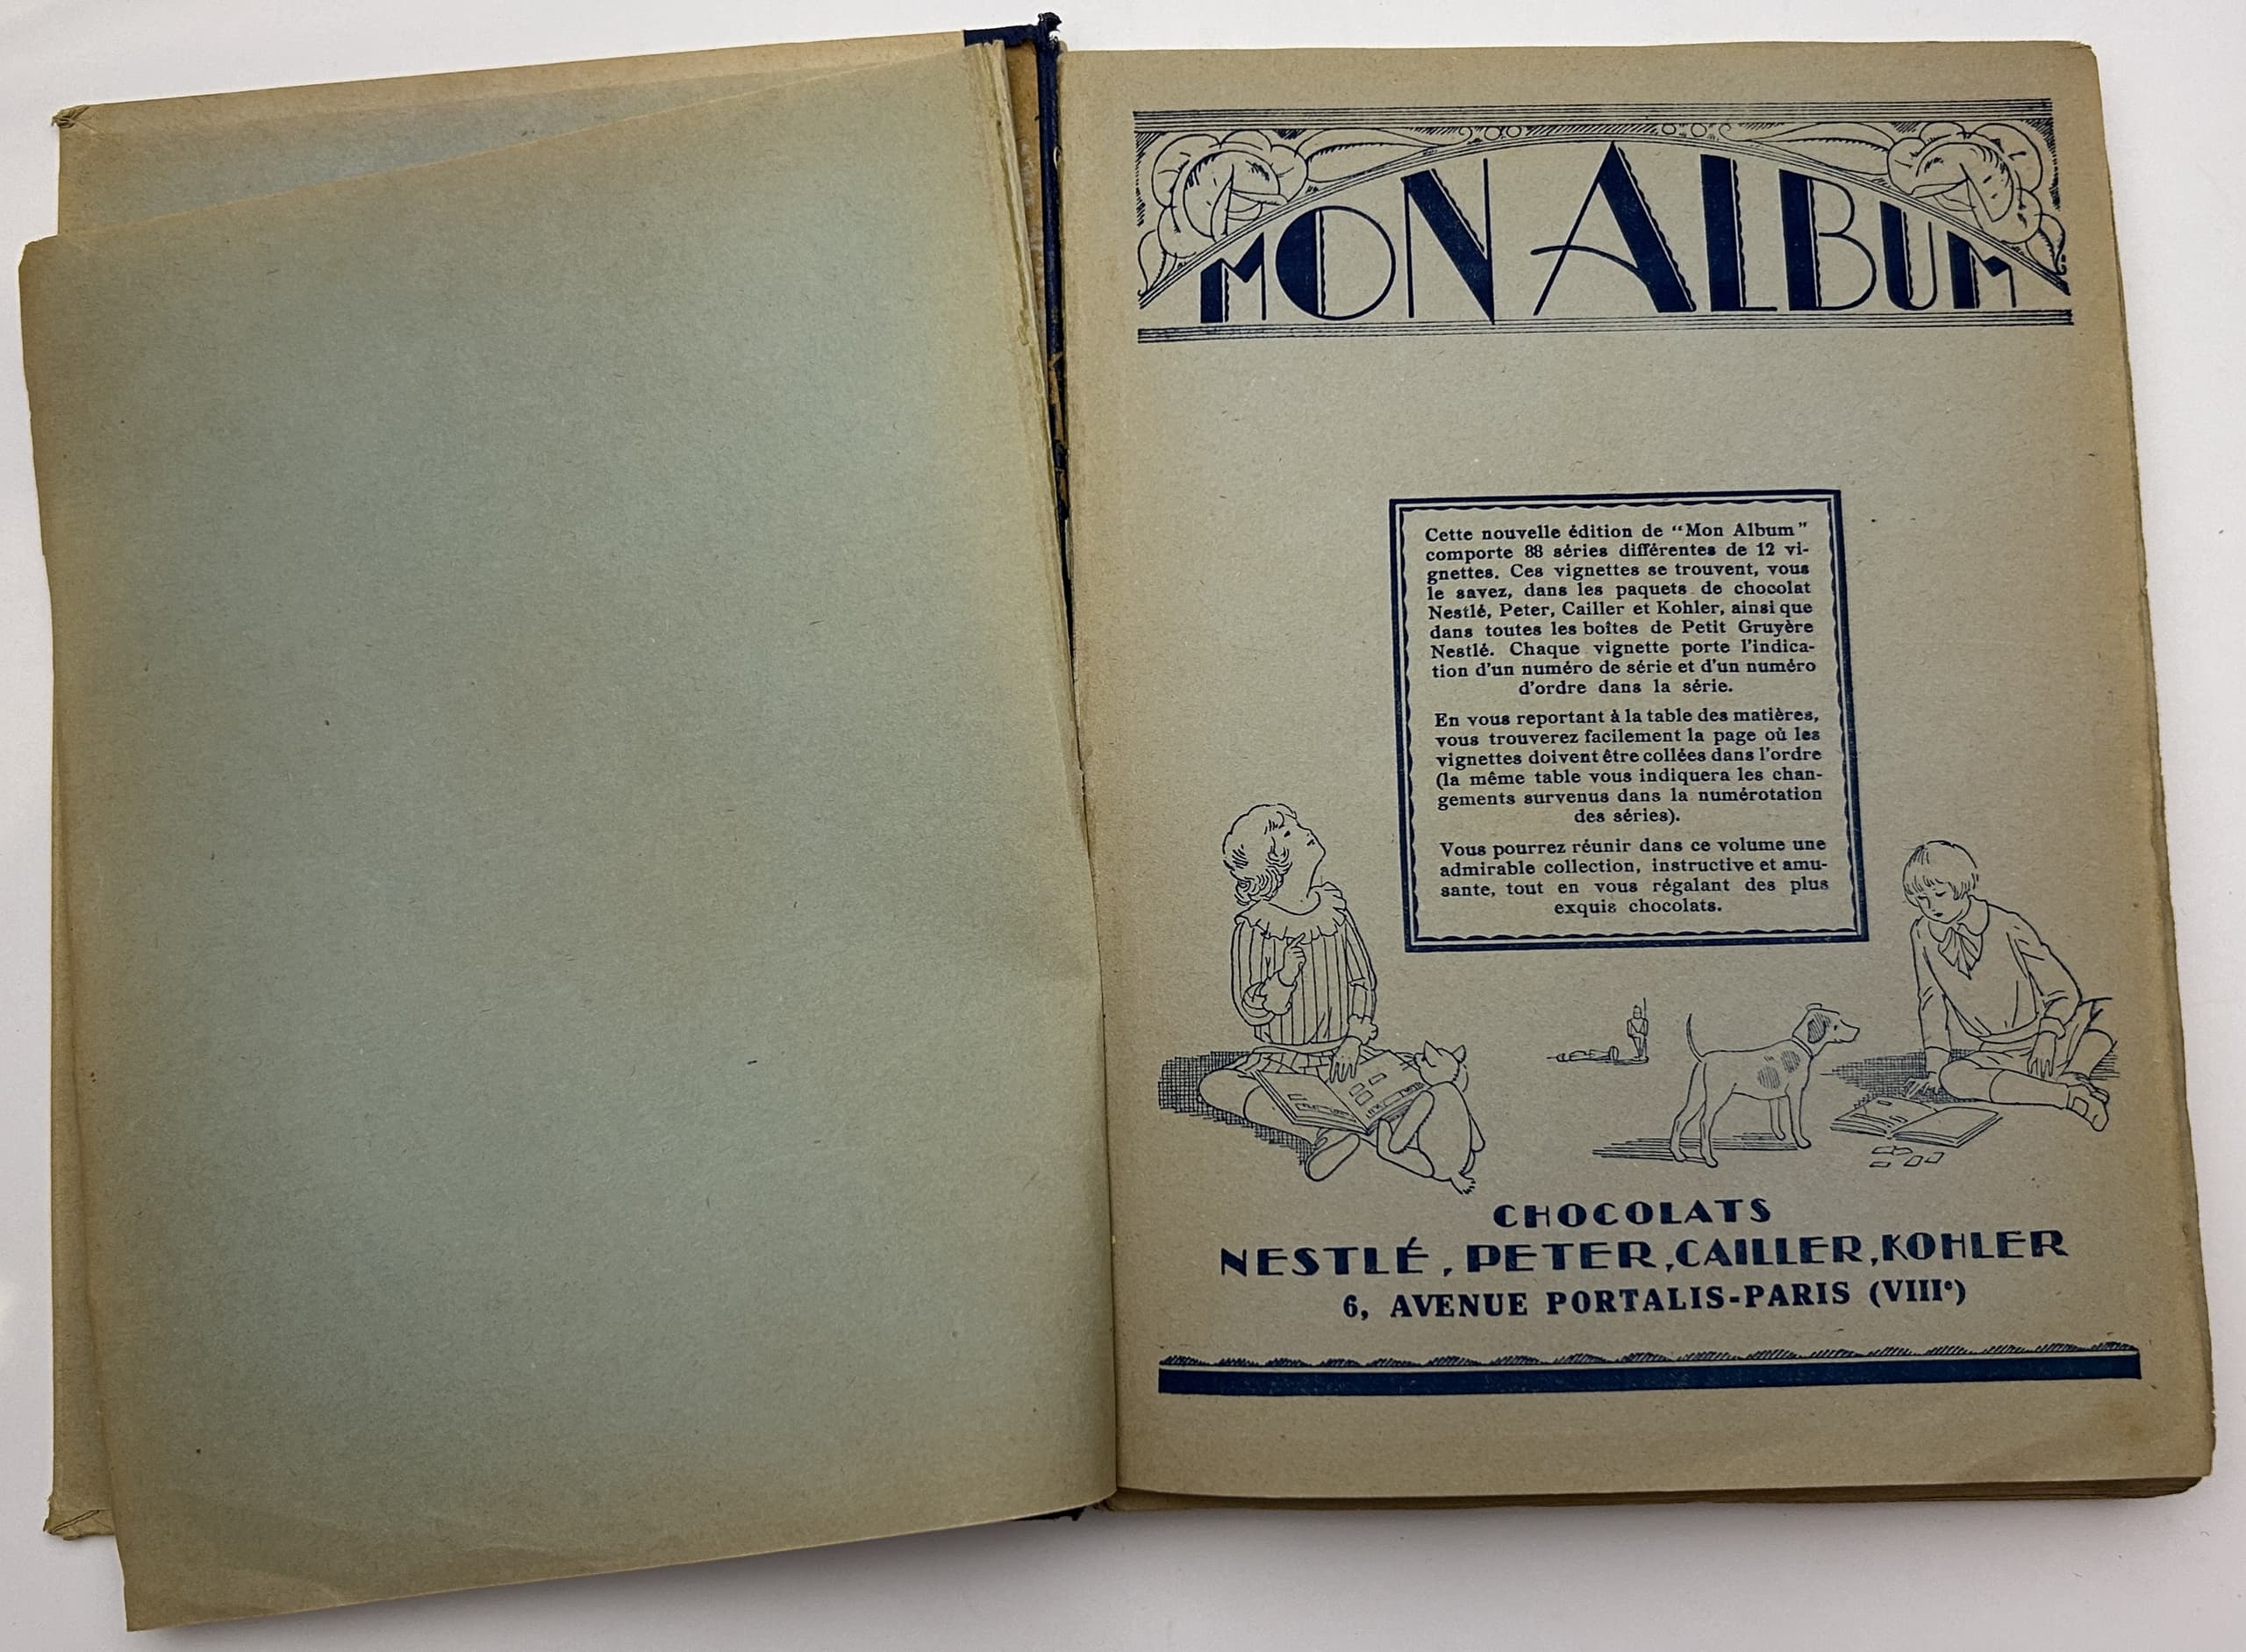 MON ALBUM
Cette nouvelle édition de "Mon Album"
comporte 88 séries différentes de 12 vi-
gnettes. Ces vignettes se trouvent, vous
le savez, dans les paquets de chocolat
Nestlé, Peter, Cailler et Kohler, ainsi que
dans toutes les boîtes de Petit Gruyère
Nestlé. Chaque vignette porte l'indica-
tion d'un numéro de série et d'un numéro
d'ordre dans la série.
En vous reportant à la table des matières,
vous trouverez facilement la page où les
vignettes doivent être collées dans l'ordre
(la même table vous indiquera les chan-
gements survenus dans la numérotation
des séries).
Vous pourrez réunir dans ce volume une
admirable collection, instructive et amu-
sante, tout en vous régalant des plus
exquis chocolats.
CHOCOLATS
NESTLÉ, PETER, CAILLER, KOHLER
6, AVENUE PORTALIS-PARIS (VIIIe)